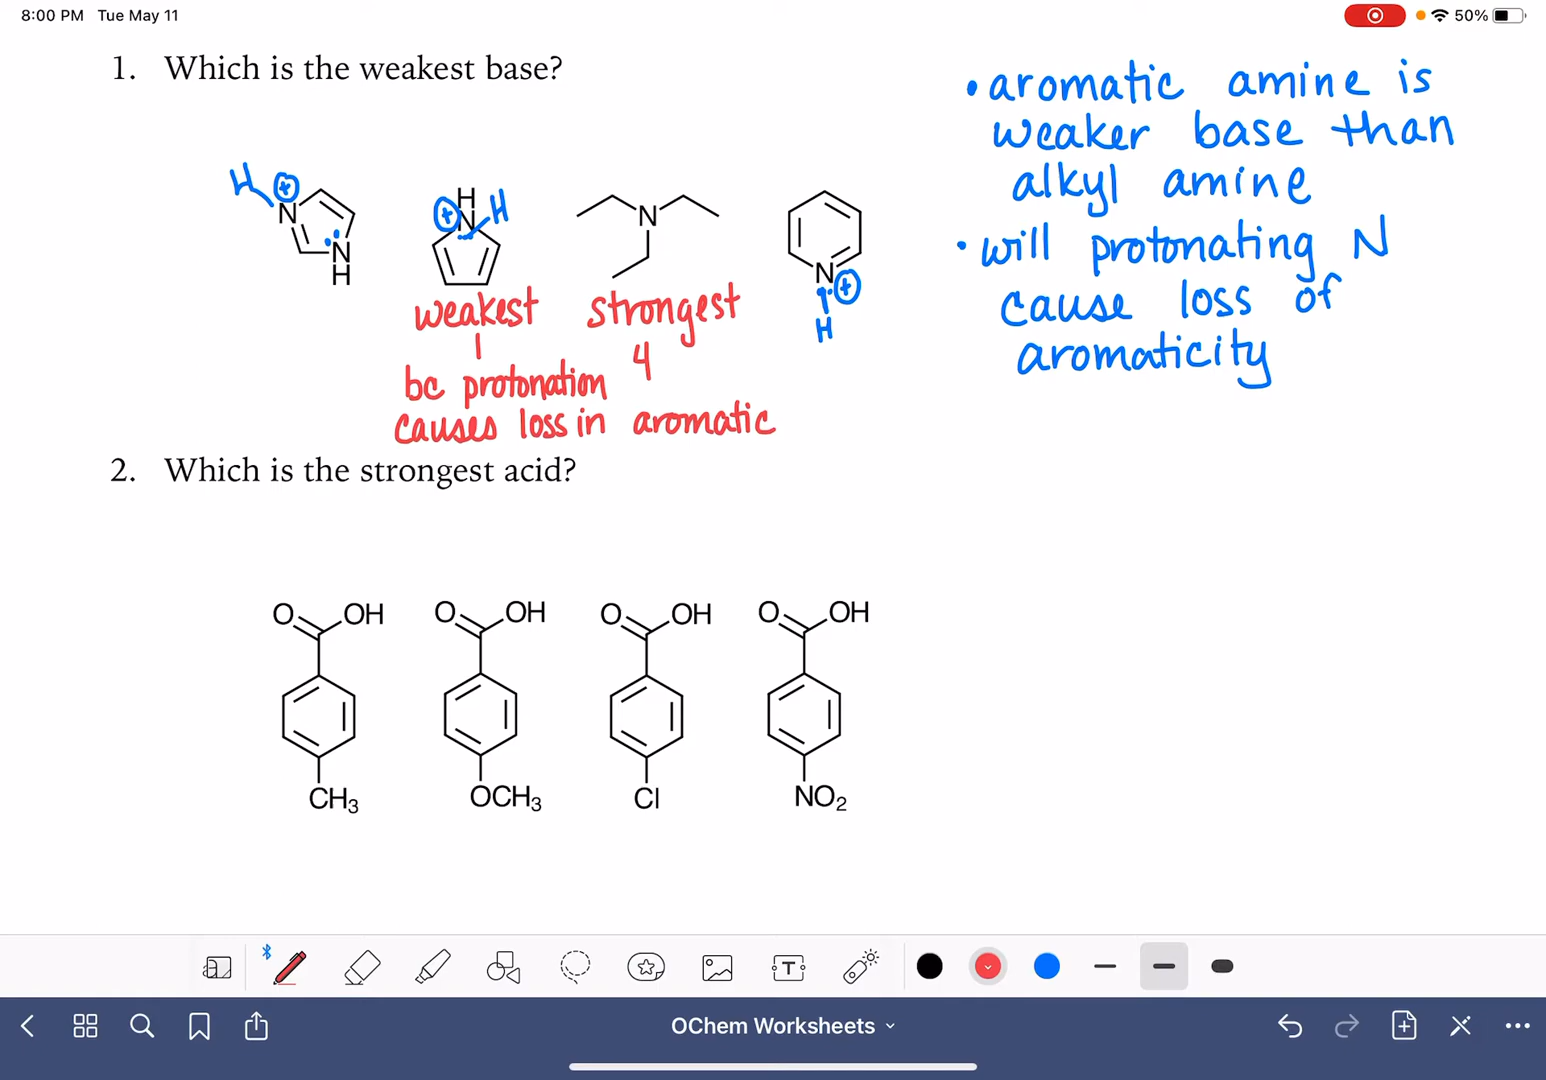 8:00 PM Tue May 11
50%
1. Which is the weakest base?
• aromatic amine is
weaker base than
alkyl amine
• will protonating N
cause loss of
aromaticity
H + N N H
+ H N H
N
N + H
weakest strongest
1 4
bc protonation
causes loss in aromatic
2. Which is the strongest acid?
O OH O OH O OH O OH
CH3 OCH3 Cl NO2
a T
OChem Worksheets